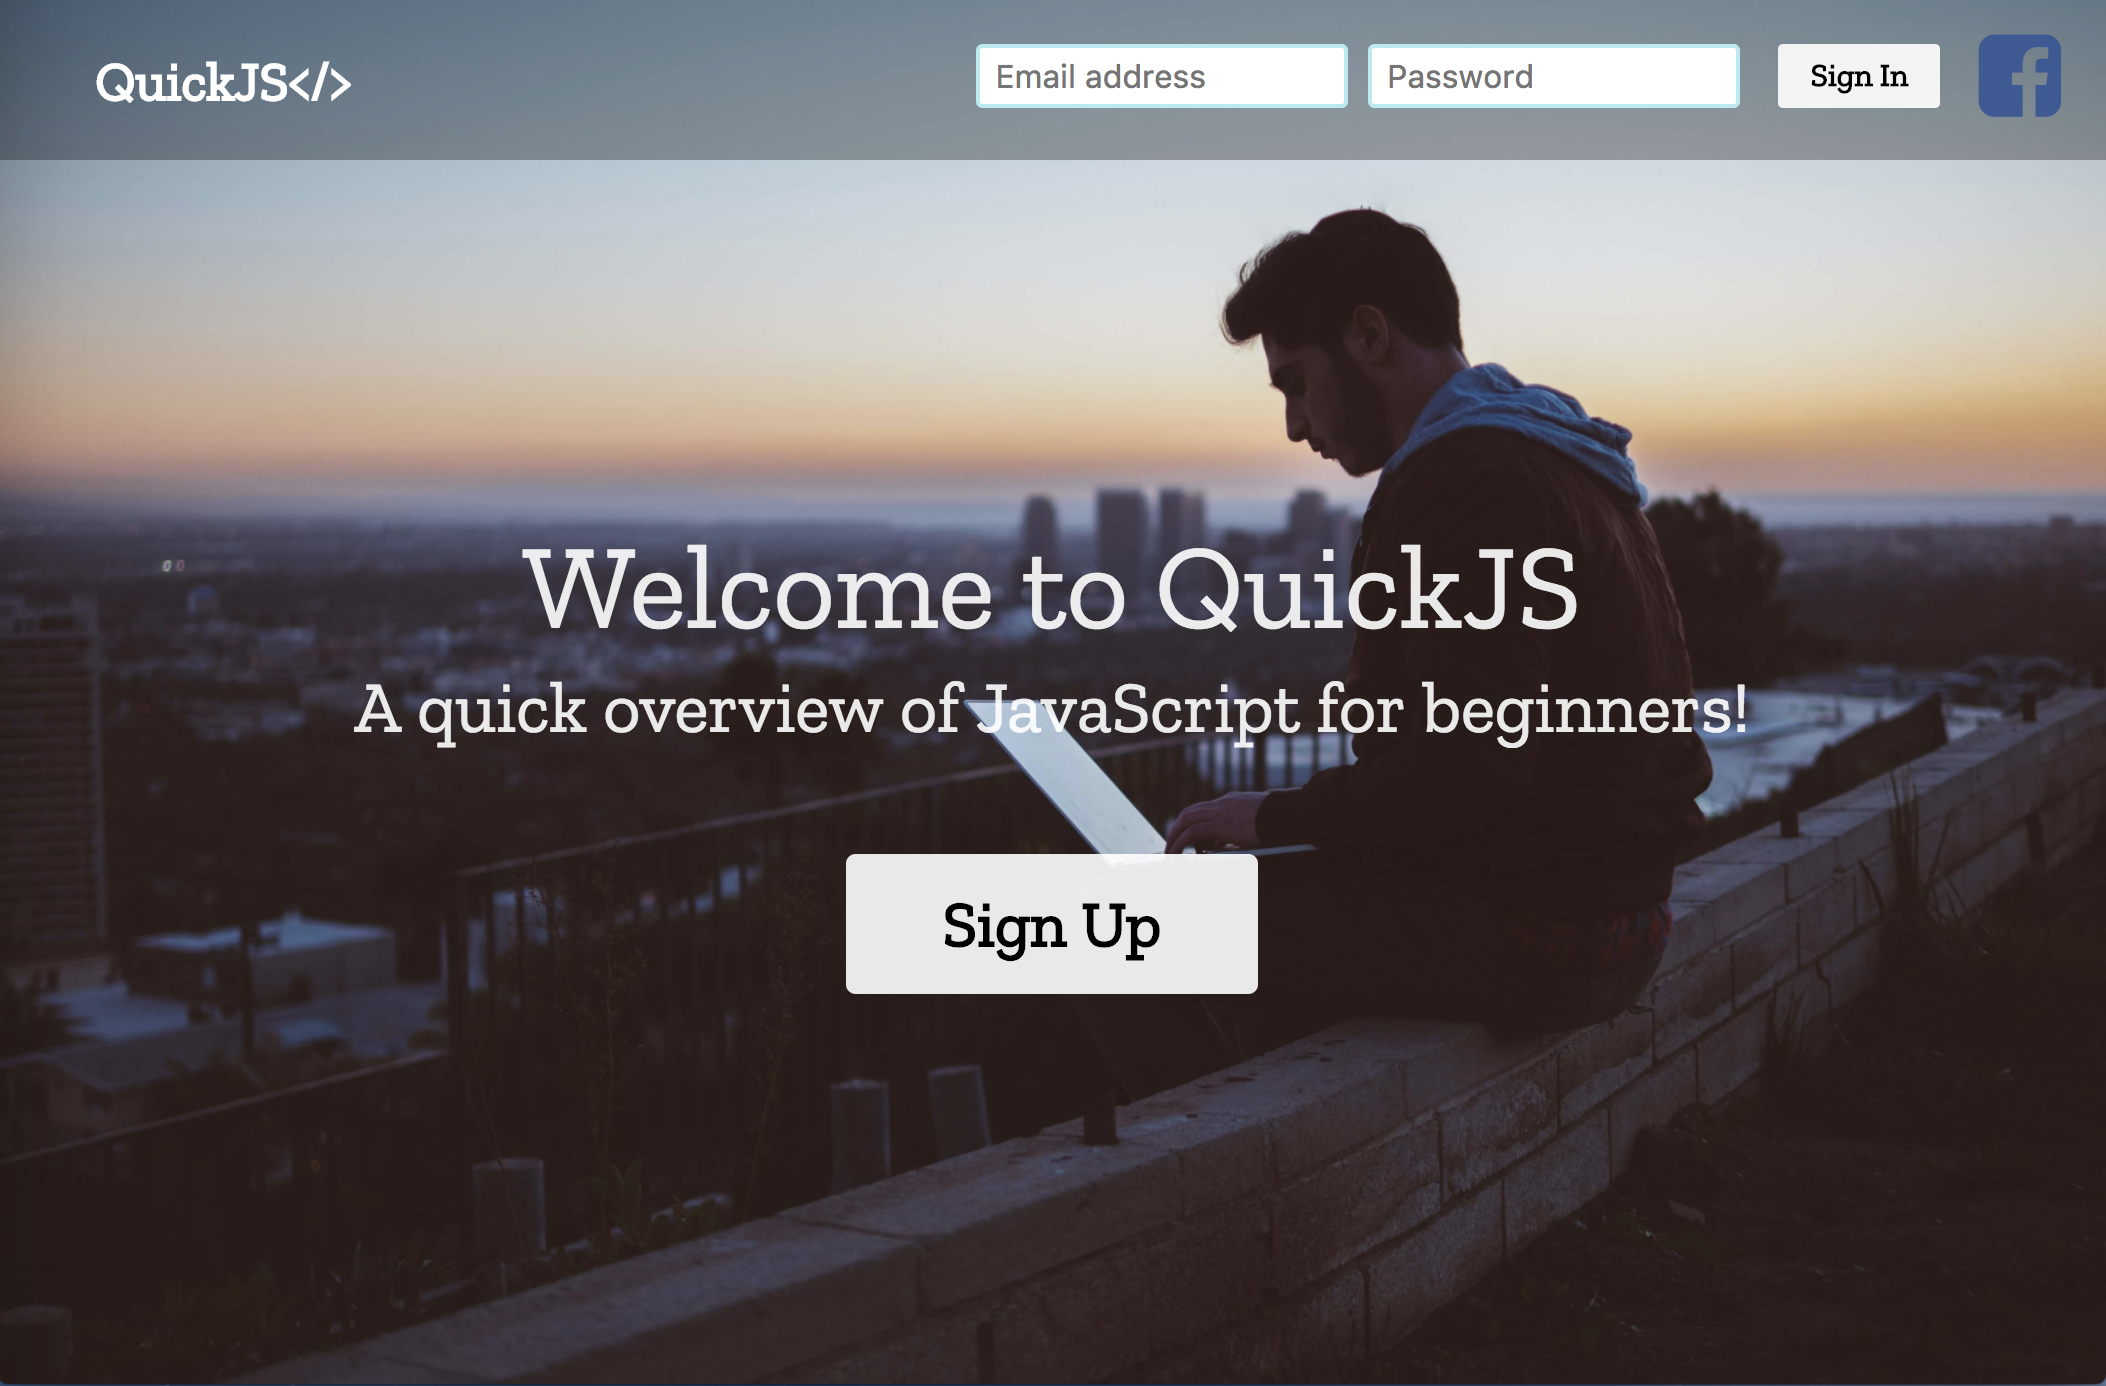 QuickJS</>
Email address
Password
Sign In
Welcome to QuickJS
A quick overview of JavaScript for beginners!
Sign Up